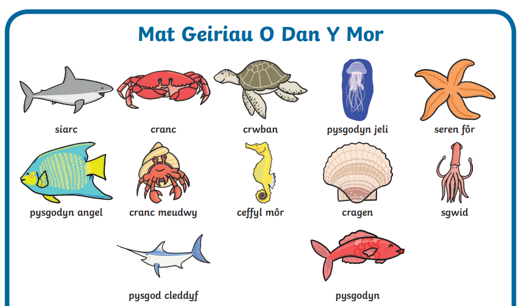 Mat Geiriau O Dan Y Mor
siarc cranc crwban pysgodyn jeli seren fôr
pysgodyn angel cranc meudwy ceffyl môr cragen sgwid
pysgod cleddyf pysgodyn